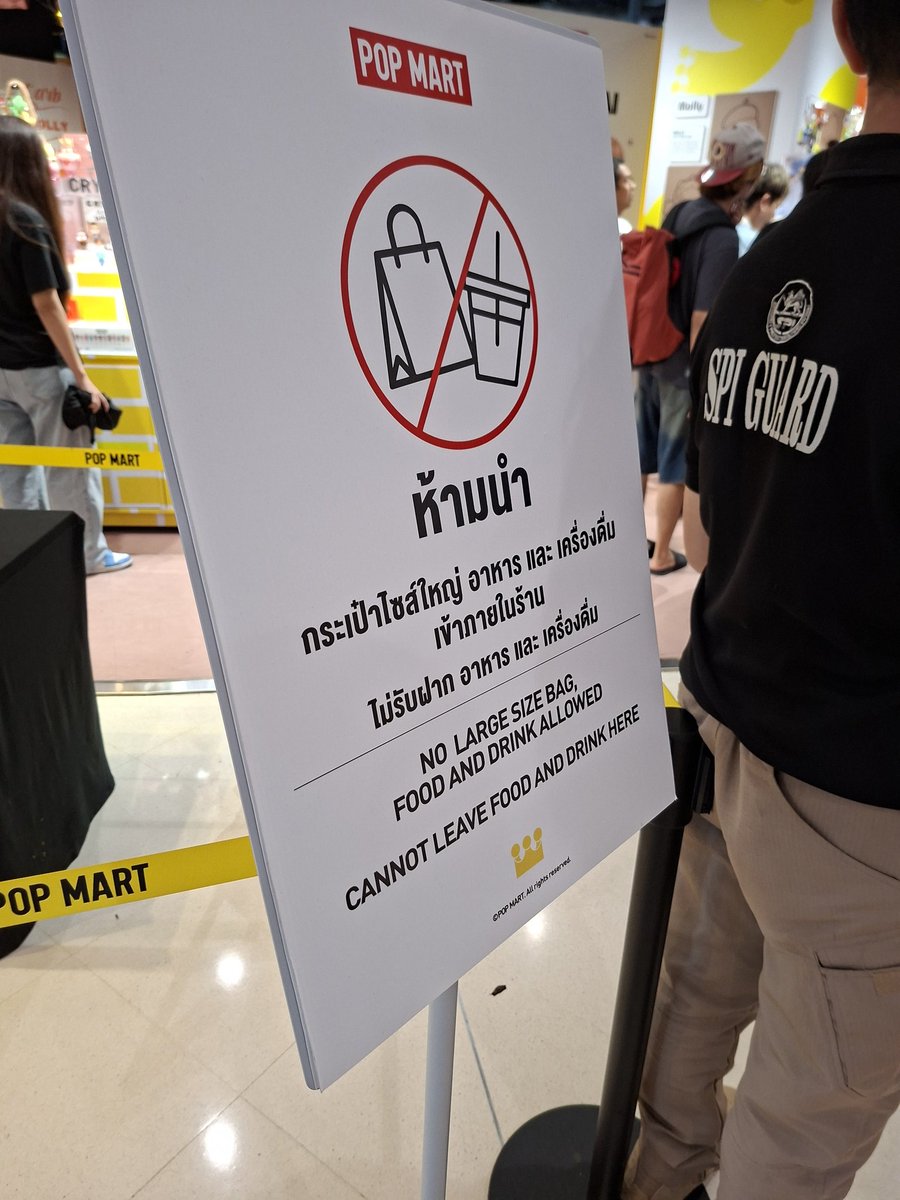 POP MART
ห้ามนำ
กระเป๋าไซส์ใหญ่ อาหาร และ เครื่องดื่ม
เข้าภายในร้าน
ไม่รับฝาก อาหาร และ เครื่องดื่ม
NO LARGE SIZE BAG,
FOOD AND DRINK ALLOWED
CANNOT LEAVE FOOD AND DRINK HERE
©POP MART. All rights reserved.
SPI GUARD
POP MART
POP MART